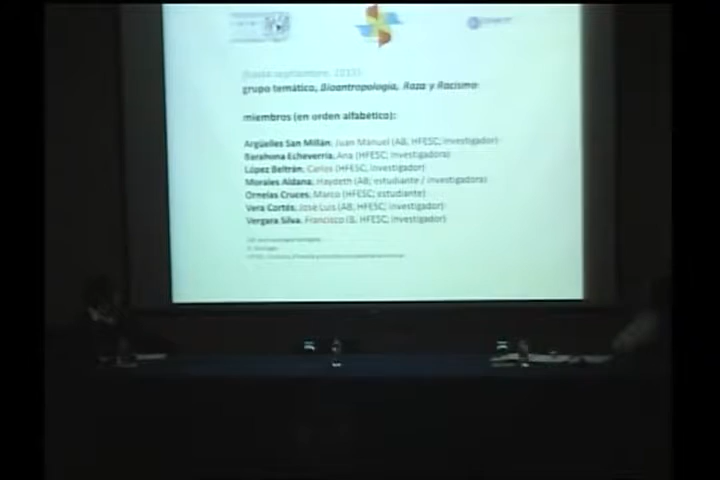 grupo temático, Bioantropología, Raza y Racismo:
miembros (en orden alfabético):
Argüelles San Millán, Juan Manuel (AB, HFESC; investigador)
Barahona Echeverría, Ana (HFESC; investigadora)
López Beltrán, Carlos (HFESC; investigador)
Morales Aldana, Haydeth (AB; estudiante / investigadora)
Ornelas Cruces, Marco (HFESC; estudiante)
Vera Cortés, José Luis (AB, HFESC; investigador)
Vergara Silva, Francisco (B, HFESC; investigador)